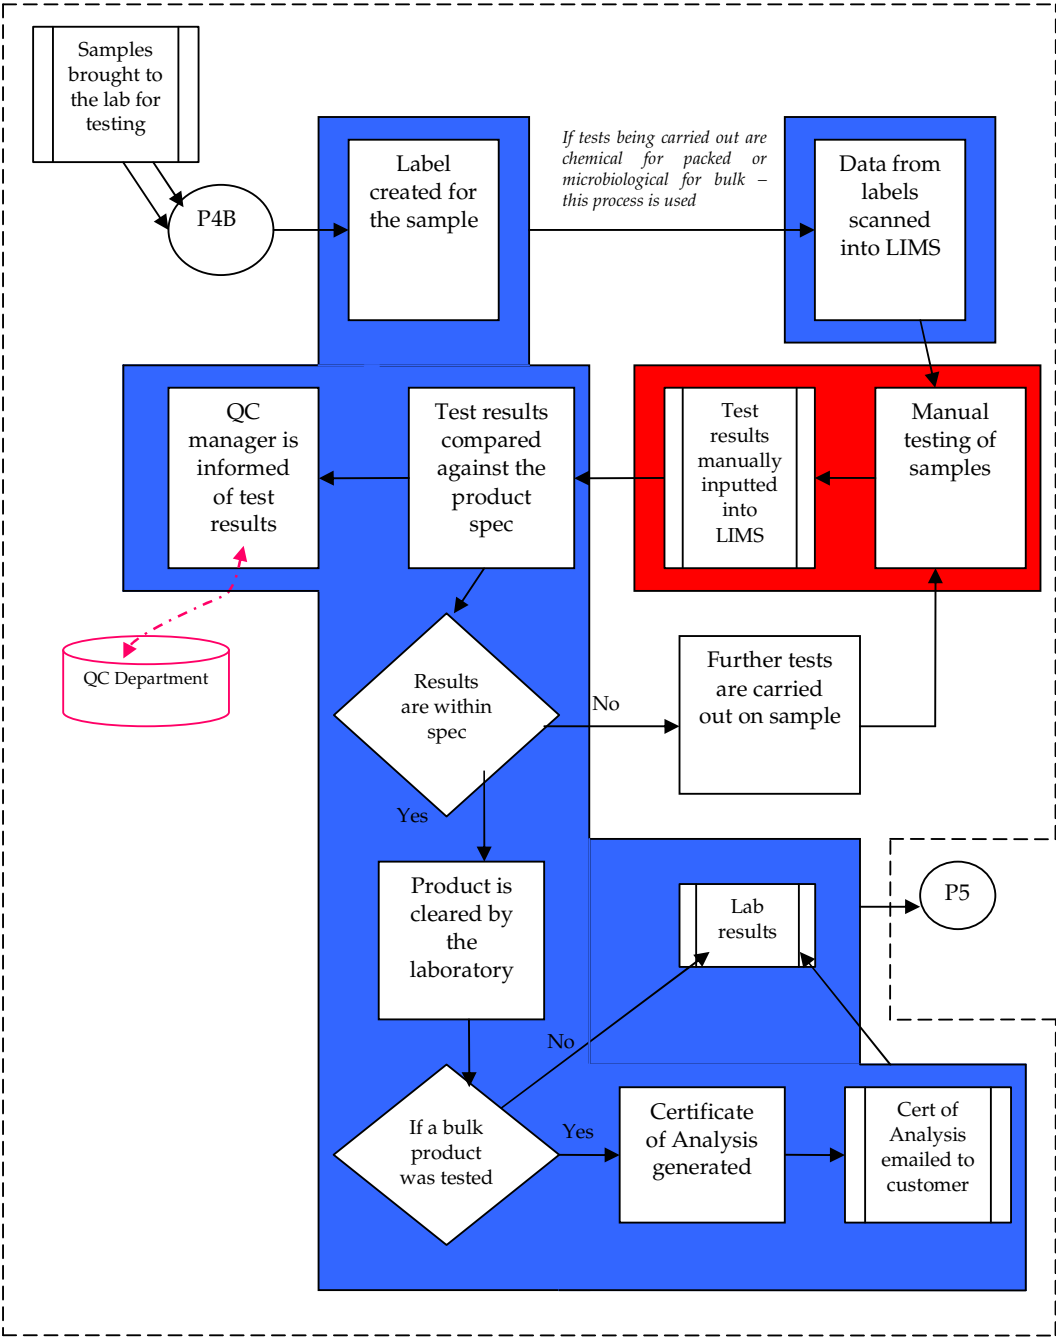 Samples
brought to
the lab for
testing
P4B
Label
created for
the sample
If tests being carried out are
chemical for packed or
microbiological for bulk –
this process is used
Data from
labels
scanned
into LIMS
QC
manager is
informed
of test
results
Test results
compared
against the
product
spec
Test
results
manually
inputted
into
LIMS
Manual
testing of
samples
QC Department
Results
are within
spec
No
Further tests
are carried
out on sample
Yes
Product is
cleared by
the
laboratory
Lab
results
P5
No
If a bulk
product
was tested
Yes
Certificate
of Analysis
generated
Cert of
Analysis
emailed to
customer